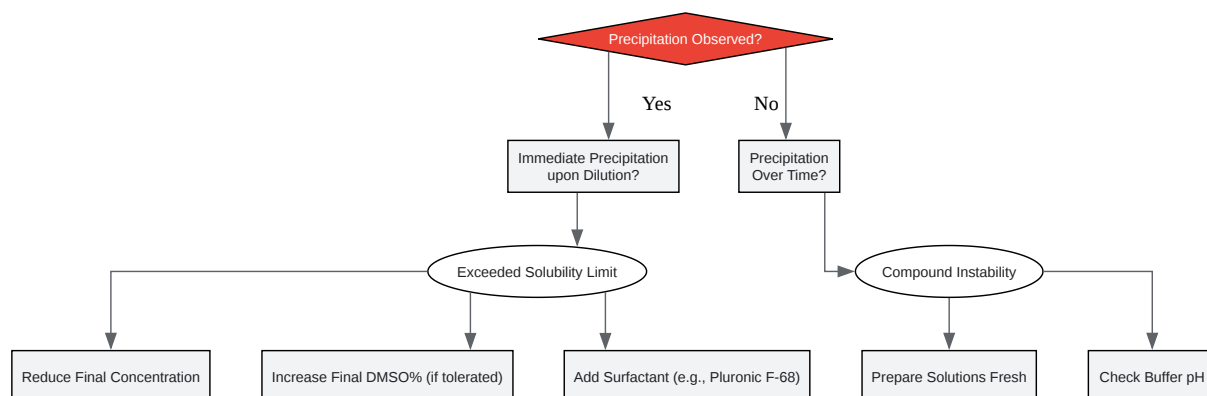 Precipitation Observed?
Yes
No
Immediate Precipitation
upon Dilution?
Precipitation
Over Time?
Exceeded Solubility Limit
Compound Instability
Reduce Final Concentration
Increase Final DMSO% (if tolerated)
Add Surfactant (e.g., Pluronic F-68)
Prepare Solutions Fresh
Check Buffer pH